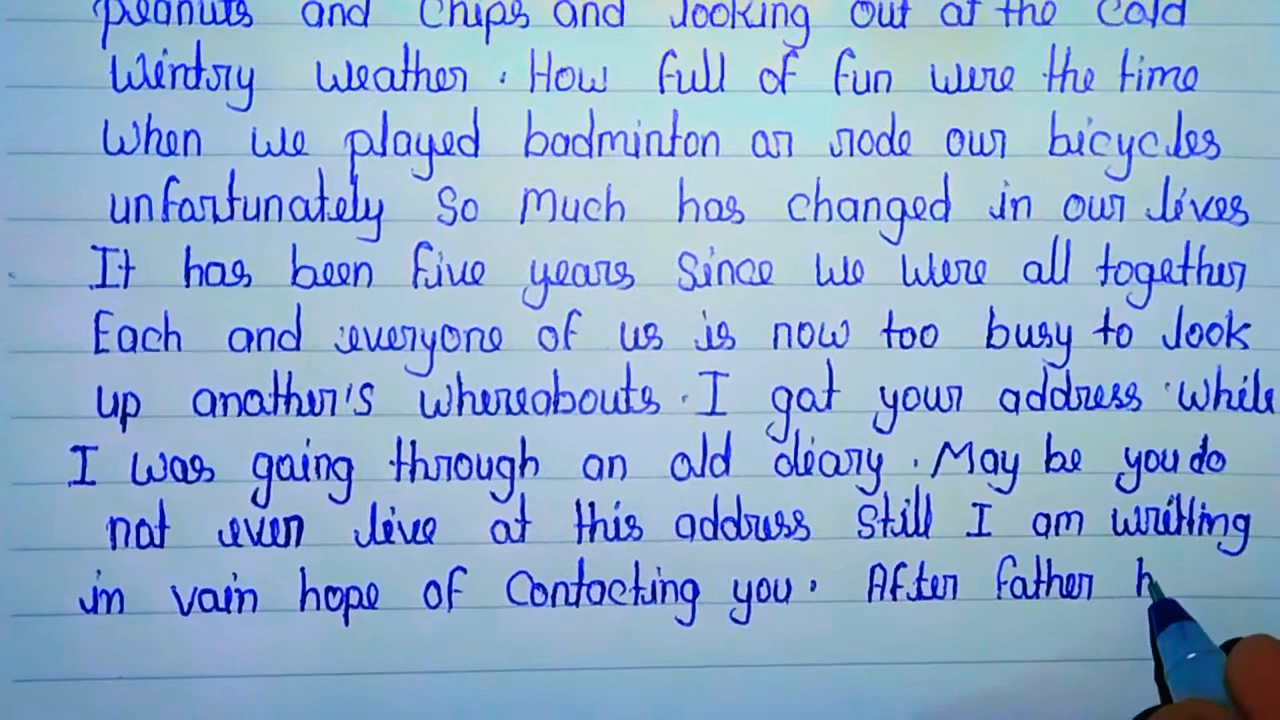 peanuts and Chips and looking out at the Cold
Windry weather. How full of fun were the time
When we played badminton or rode our bicycles
unfortunately so much has changed in our lives
It has been five years since we were all together
Each and everyone of us is now too busy to look
up another's whereabouts. I got your address while
I was going through an old diary. May be you do
not even live at this address still I am writting
in vain hope of Contacting you. After father h